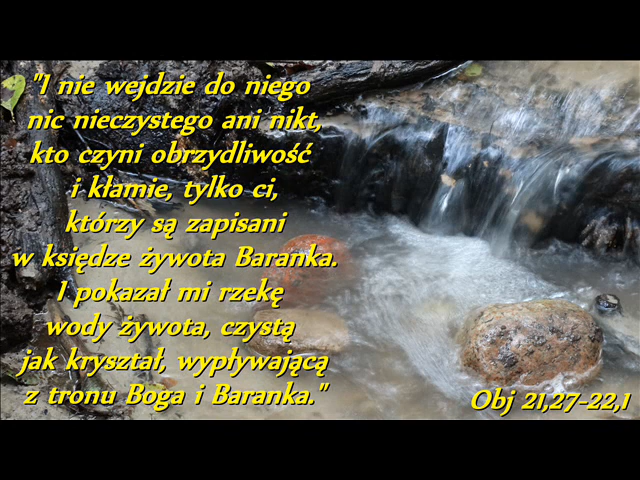 "I nie wejdzie do niego
nic nieczystego ani nikt,
kto czyni obrzydliwość
i kłamie, tylko ci,
którzy są zapisani
w księdze żywota Baranka.
I pokazał mi rzekę
wody żywota, czystą
jak kryształ, wypływającą
z tronu Boga i Baranka."
Obj 21,27-22,1